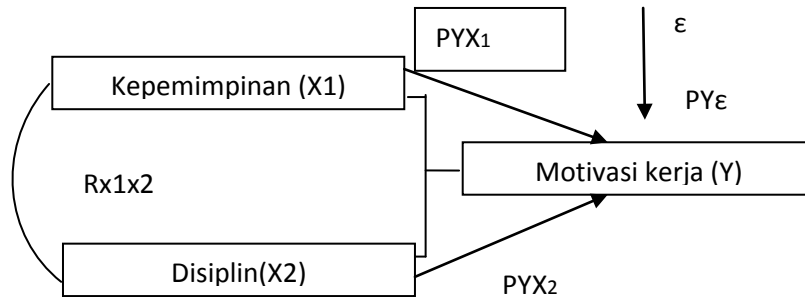 ε
PYX1
Kepemimpinan (X1)
PYε
Motivasi kerja (Y)
Rx1x2
Disiplin(X2)
PYX2